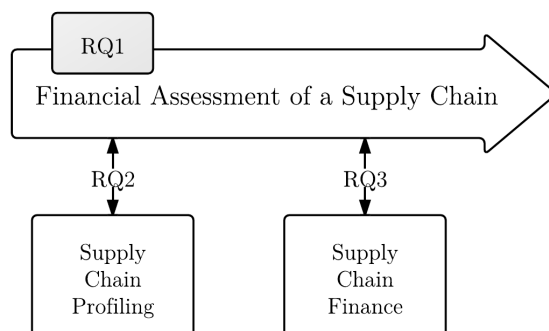 RQ1
Financial Assessment of a Supply Chain
RQ2
RQ3
Supply
Chain
Profiling
Supply
Chain
Finance